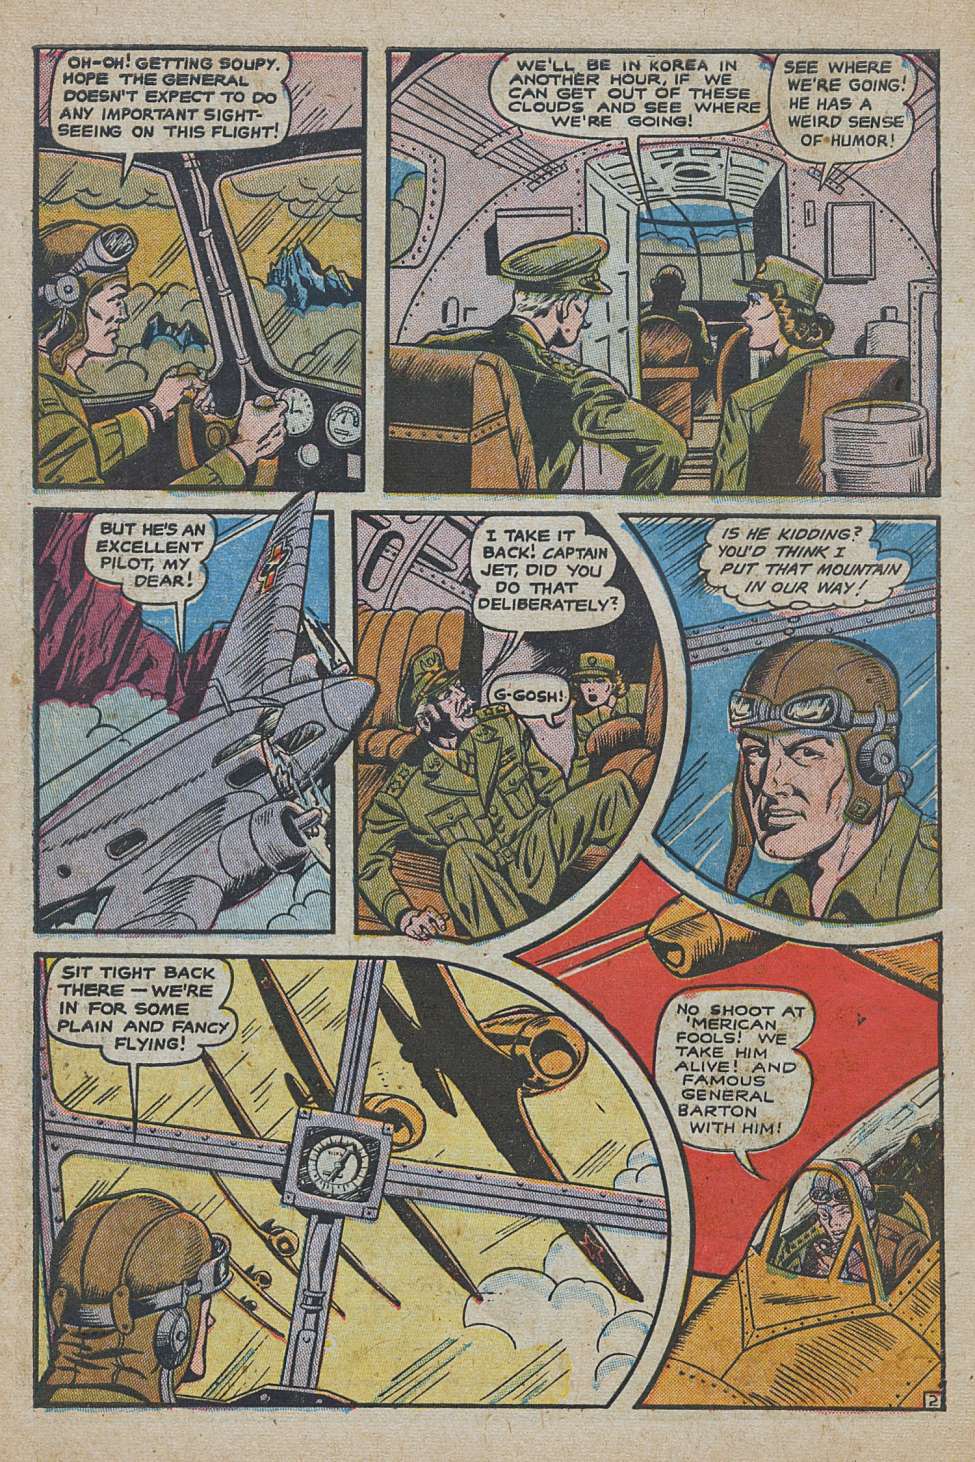 OH-OH! GETTING SOUPY.
HOPE THE GENERAL
DOESN'T EXPECT TO DO
ANY IMPORTANT SIGHT-
SEEING ON THIS FLIGHT!
WE'LL BE IN KOREA IN
ANOTHER HOUR, IF WE
CAN GET OUT OF THESE
CLOUDS AND SEE WHERE
WE'RE GOING!
SEE WHERE
WE'RE GOING!
HE HAS A
WEIRD SENSE
OF HUMOR!
BUT HE'S AN
EXCELLENT
PILOT, MY
DEAR!
I TAKE IT
BACK! CAPTAIN
JET, DID YOU
DO THAT
DELIBERATELY?
G-GOSH!
IS HE KIDDING?
YOU'D THINK I
PUT THAT MOUNTAIN
IN OUR WAY!
SIT TIGHT BACK
THERE — WE'RE
IN FOR SOME
PLAIN AND FANCY
FLYING!
NO SHOOT AT
'MERICAN
FOOLS! WE
TAKE HIM
ALIVE! AND
FAMOUS
GENERAL
BARTON
WITH HIM!
2